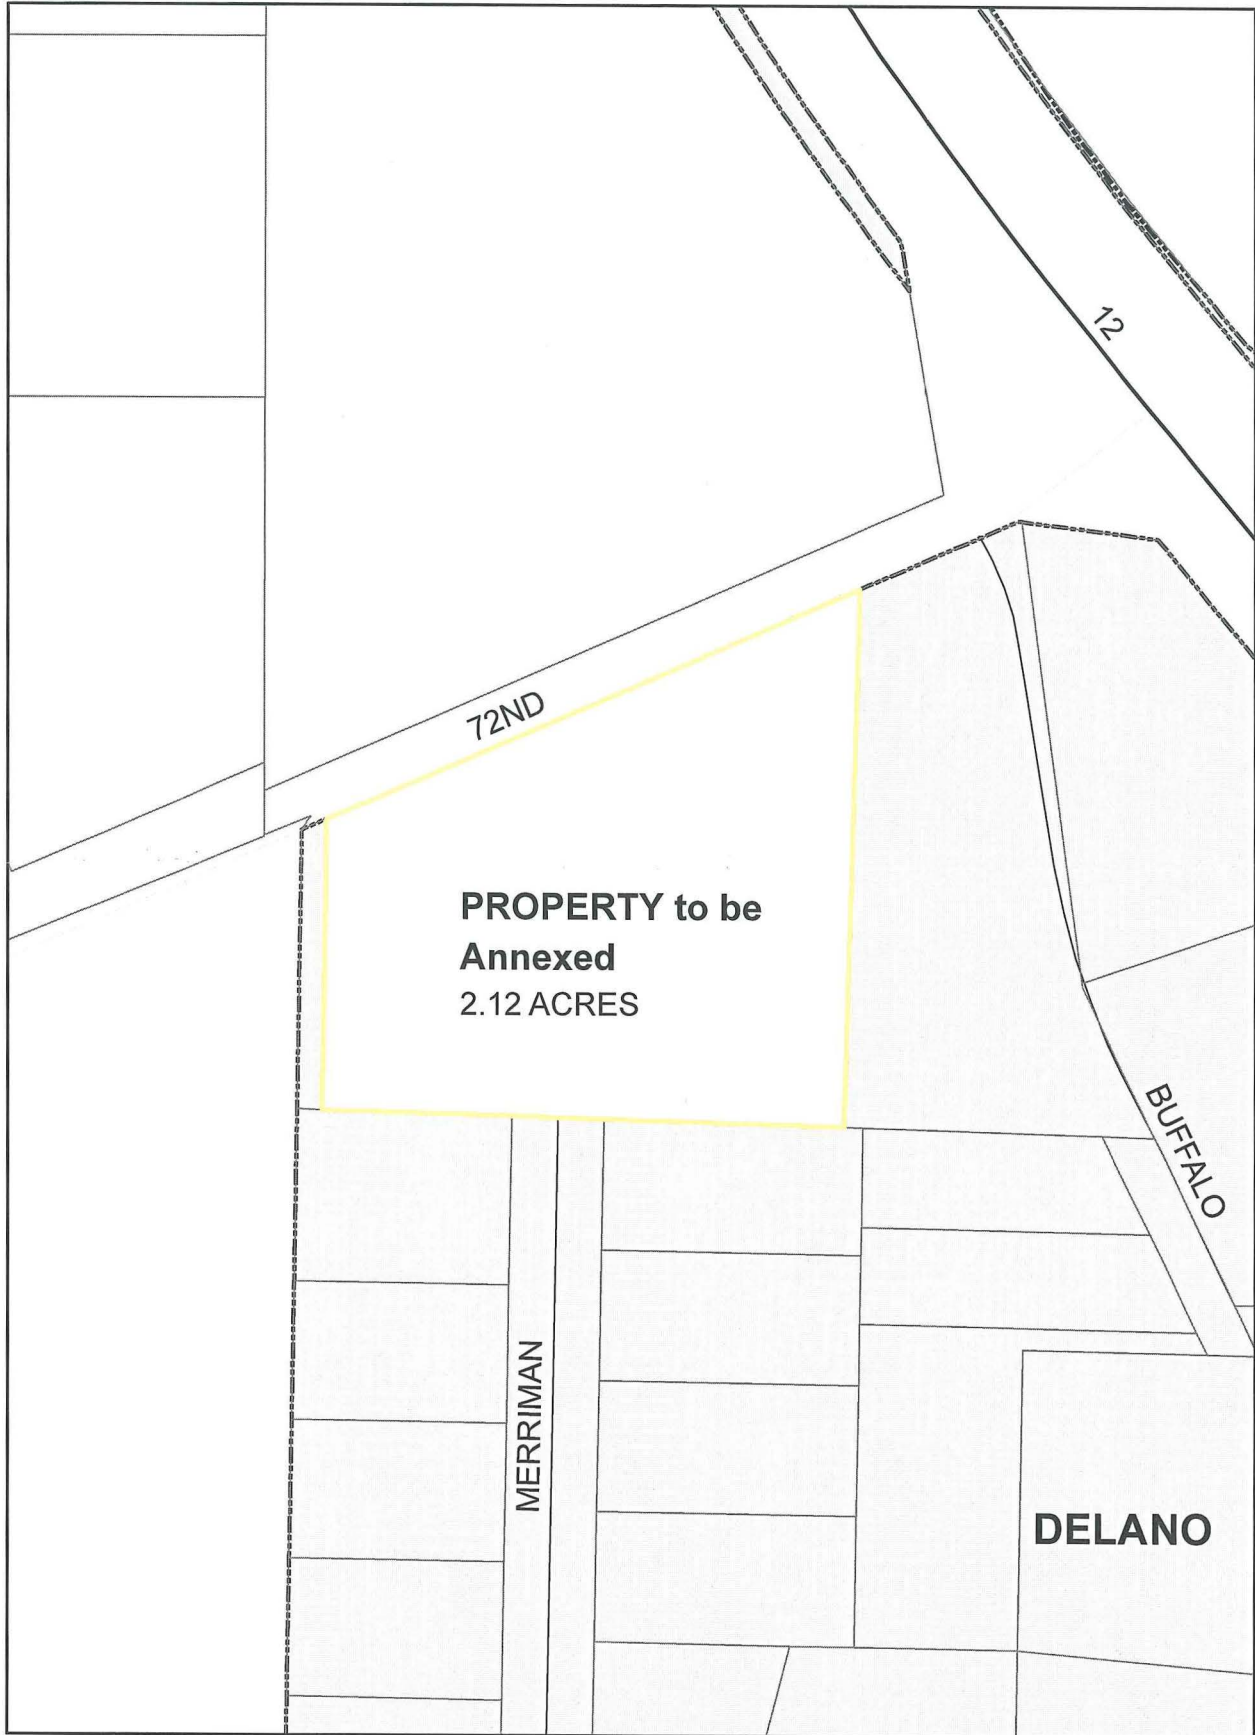 12
72ND
PROPERTY to be
Annexed
2.12 ACRES
BUFFALO
MERRIMAN
DELANO